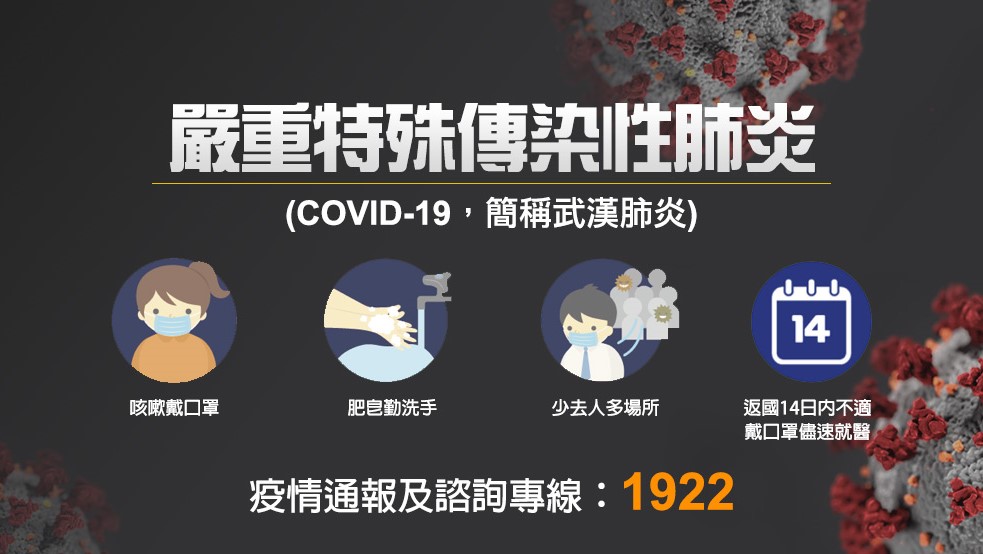 嚴重特殊傳染性肺炎
(COVID-19，簡稱武漢肺炎)
14
咳嗽戴口罩
肥皂勤洗手
少去人多場所
返國14日内不適
戴口罩儘速就醫
疫情通報及諮詢專線：1922